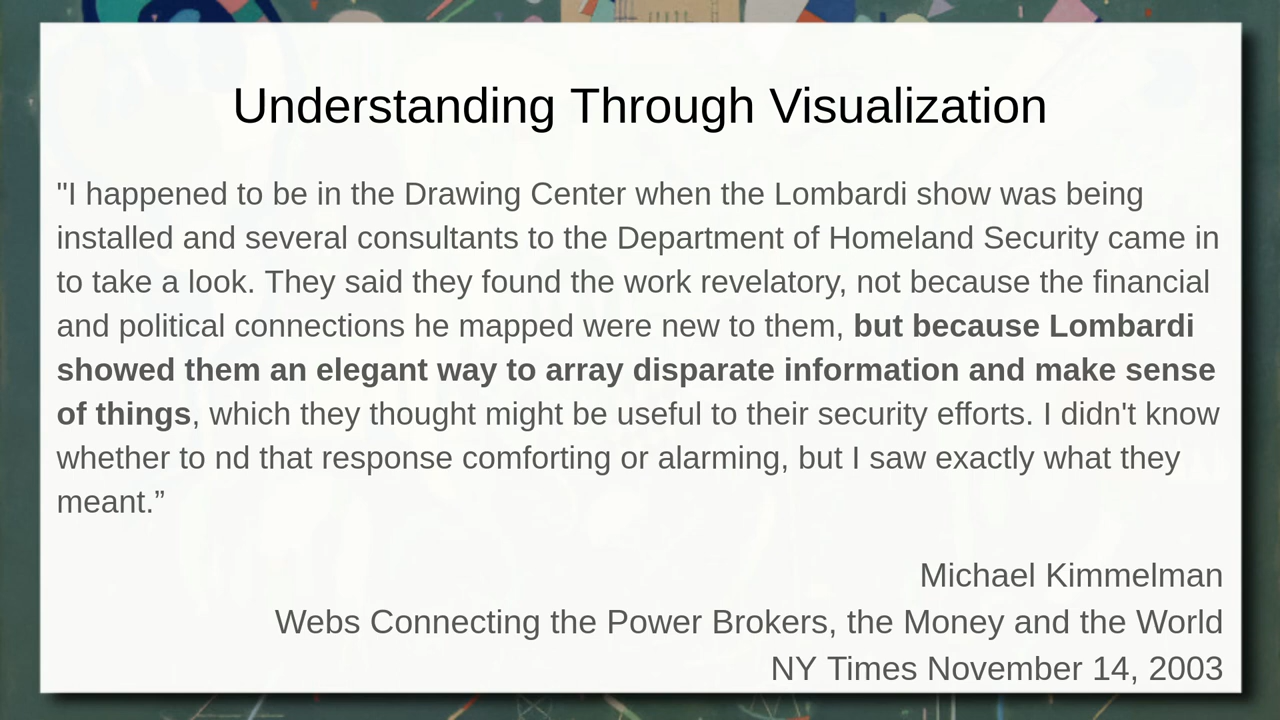 Understanding Through Visualization
"I happened to be in the Drawing Center when the Lombardi show was being
installed and several consultants to the Department of Homeland Security came in
to take a look. They said they found the work revelatory, not because the financial
and political connections he mapped were new to them, but because Lombardi
showed them an elegant way to array disparate information and make sense
of things, which they thought might be useful to their security efforts. I didn't know
whether to nd that response comforting or alarming, but I saw exactly what they
meant.”
Michael Kimmelman
Webs Connecting the Power Brokers, the Money and the World
NY Times November 14, 2003